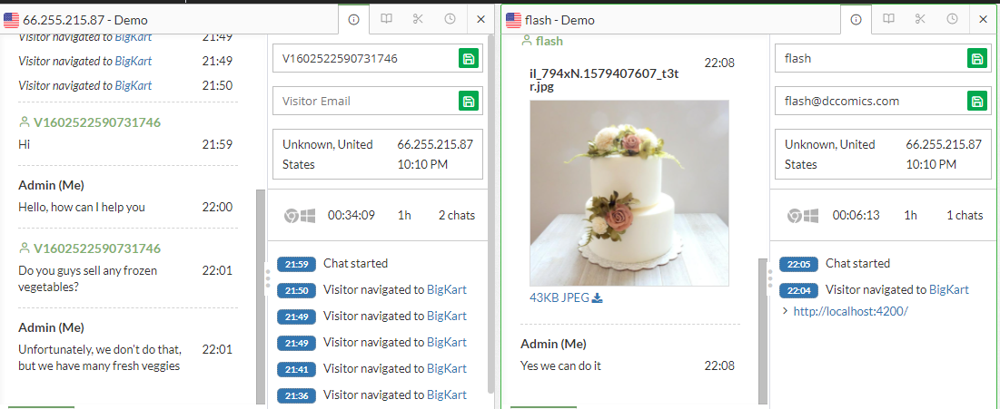 66.255.215.87 - Demo
Visitor navigated to BigKart 21:49
Visitor navigated to BigKart 21:49
Visitor navigated to BigKart 21:50
V1602522590731746
Hi 21:59
Admin (Me)
Hello, how can I help you 22:00
V1602522590731746
Do you guys sell any frozen 22:01
vegetables?
Admin (Me)
Unfortunately, we don't do that, 22:01
but we have many fresh veggies
V1602522590731746
Visitor Email
Unknown, United 66.255.215.87
States 10:10 PM
00:34:09 1h 2 chats
21:59 Chat started
21:50 Visitor navigated to BigKart
21:49 Visitor navigated to BigKart
21:49 Visitor navigated to BigKart
21:41 Visitor navigated to BigKart
21:36 Visitor navigated to BigKart
flash - Demo
flash
il_794xN.1579407607_t3t 22:08
r.jpg
43KB JPEG
Admin (Me)
Yes we can do it 22:08
flash
flash@dccomics.com
Unknown, United 66.255.215.87
States 10:10 PM
00:06:13 1h 1 chats
22:05 Chat started
22:04 Visitor navigated to BigKart
> http://localhost:4200/